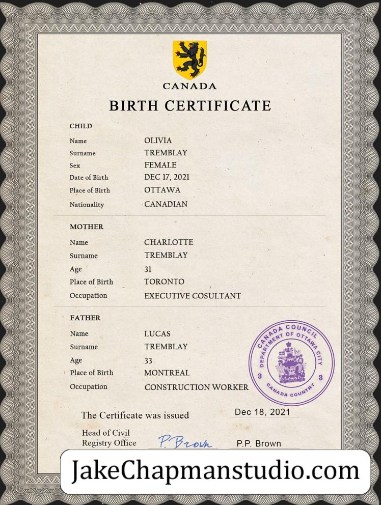 CANADA
BIRTH CERTIFICATE
CHILD
Name OLIVIA
Surname TREMBLAY
Sex FEMALE
Date of Birth DEC 17, 2021
Place of Birth OTTAWA
Nationality CANADIAN
MOTHER
Name CHARLOTTE
Surname TREMBLAY
Age 31
Place of Birth TORONTO
Occupation EXECUTIVE COSULTANT
FATHER
Name LUCAS
Surname TREMBLAY
Age 33
Place of Birth MONTREAL
Occupation CONSTRUCTION WORKER
CANADA COUNCIL
DEPARTMENT OF OTTAWA CITY
CANADA COUNTRY
The Certificate was issued Dec 18, 2021
Head of Civil
Registry Office P.Brown P.P. Brown
JakeChapmanstudio.com